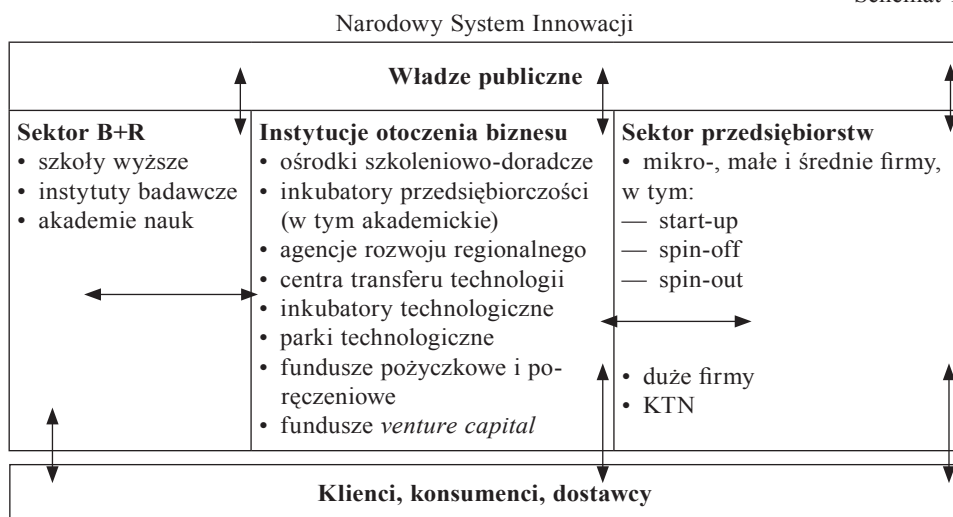 Narodowy System Innowacji
Władze publiczne
Sektor B+R
• szkoły wyższe
• instytuty badawcze
• akademie nauk
Instytucje otoczenia biznesu
• ośrodki szkoleniowo-doradcze
• inkubatory przedsiębiorczości
(w tym akademickie)
• agencje rozwoju regionalnego
• centra transferu technologii
• inkubatory technologiczne
• parki technologiczne
• fundusze pożyczkowe i po-
ręczeniowe
• fundusze venture capital
Sektor przedsiębiorstw
• mikro-, małe i średnie firmy,
w tym:
— start-up
— spin-off
— spin-out
• duże firmy
• KTN
Klienci, konsumenci, dostawcy